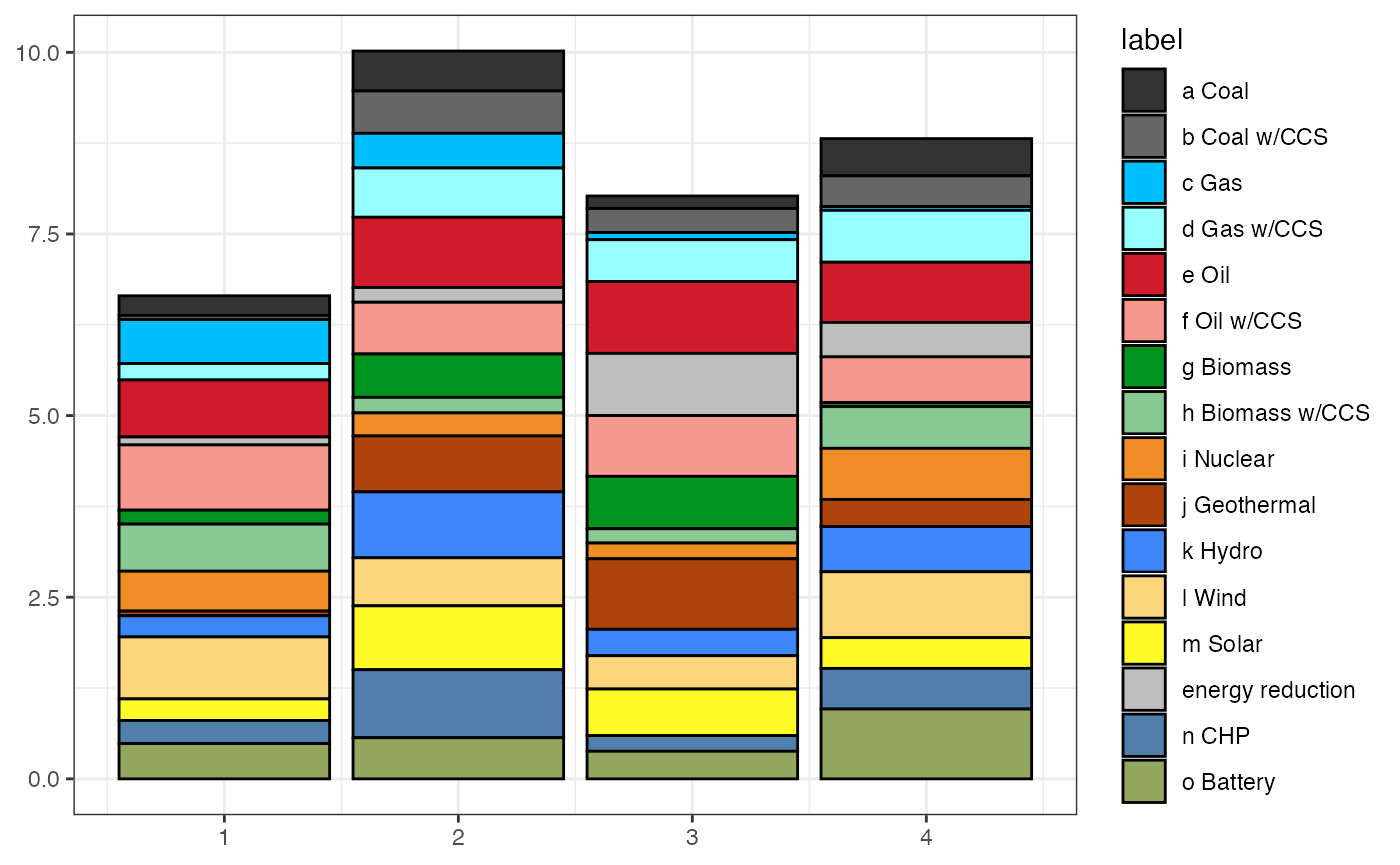 10.0
7.5
5.0
2.5
0.0
1
2
3
4
label
a Coal
b Coal w/CCS
c Gas
d Gas w/CCS
e Oil
f Oil w/CCS
g Biomass
h Biomass w/CCS
i Nuclear
j Geothermal
k Hydro
l Wind
m Solar
energy reduction
n CHP
o Battery